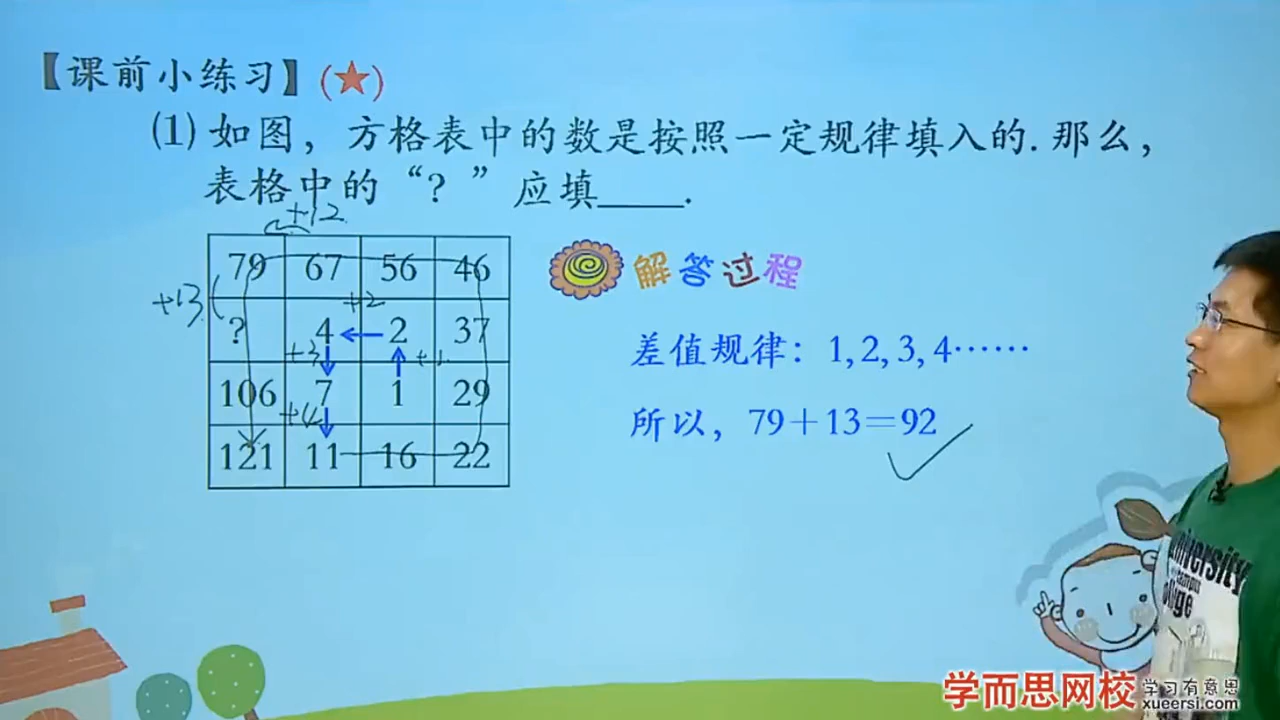 【课前小练习】(★)
(1) 如图，方格表中的数是按照一定规律填入的. 那么，
表格中的“? ”应填____.
+12
79 67 56 46
+13
+2
? 4 2 37
+3 +1
106 7 1 29
+4
121 11 16 22
解答过程
差值规律：1, 2, 3, 4……
所以，79＋13＝92
university
college
学而思网校 学习有意思
xueersi.com